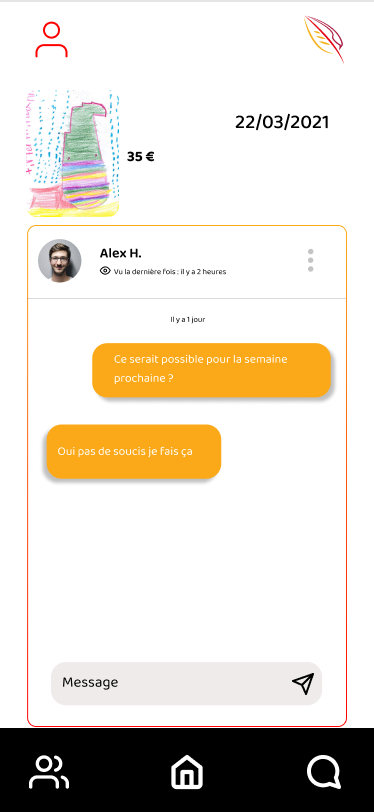 22/03/2021
35 €
Alex H.
Vu la dernière fois : il y a 2 heures
Il y a 1 jour
Ce serait possible pour la semaine
prochaine ?
Oui pas de soucis je fais ça
Message